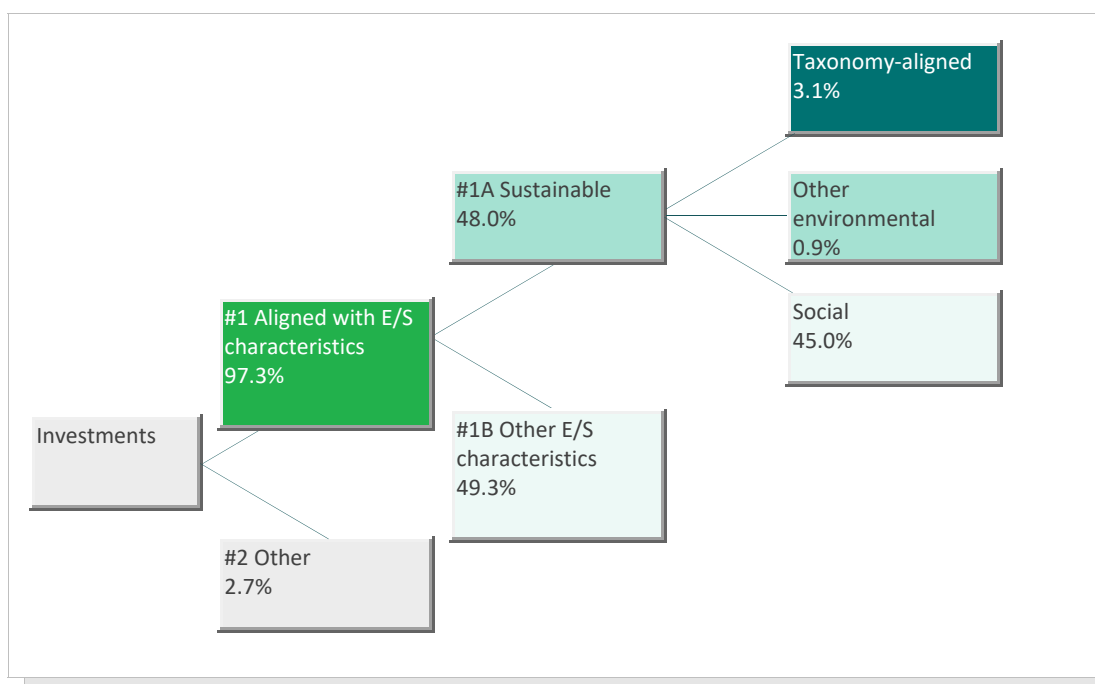 Taxonomy-aligned
3.1%
#1A Sustainable
48.0%
Other
environmental
0.9%
Social
45.0%
#1 Aligned with E/S
characteristics
97.3%
#1B Other E/S
characteristics
49.3%
Investments
#2 Other
2.7%